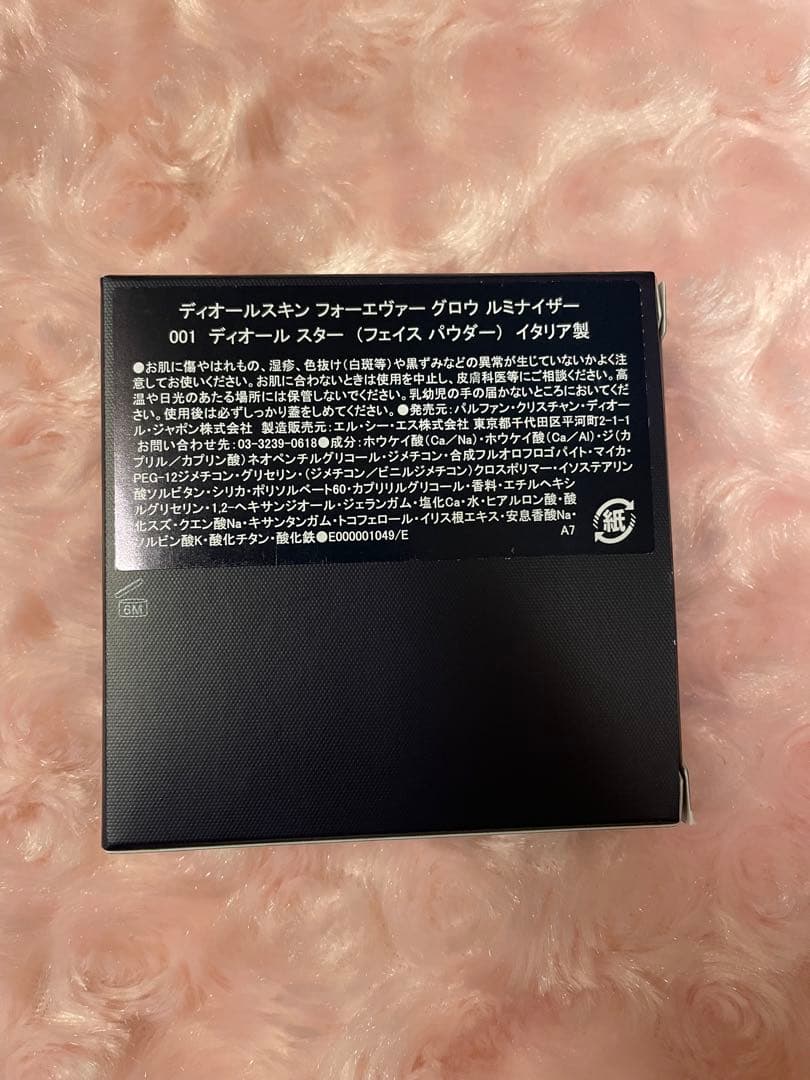 ディオールスキン フォーエヴァー グロウ ルミナイザー
001 ディオール スター (フェイス パウダー) イタリア製
●お肌に傷やはれもの、湿疹、色抜け(白斑等)や黒ずみなどの異常が生じていないかよく注
意してお使いください。お肌に合わないときは使用を中止し、皮膚科医等にご相談ください。高
温や日光のあたる場所には保管しないでください。乳幼児の手の届かないところにおいてくだ
さい。使用後は必ずしっかり蓋をしめてください。●発売元:パルファン・クリスチャン・ディオー
ル・ジャポン株式会社 製造販売元:エル・シー・エス株式会社 東京都千代田区平河町2-1-1
お問い合わせ先:03-3239-0618●成分:ホウケイ酸(Ca/Na)・ホウケイ酸(Ca/Al)・ジ(カ
プリル/カプリン酸)ネオペンチルグリコール・ジメチコン・合成フルオロフロゴパイト・マイカ・
PEG-12ジメチコン・グリセリン・(ジメチコン/ビニルジメチコン)クロスポリマー・イソステアリン
酸ソルビタン・シリカ・ポリソルベート60・カプリリルグリコール・香料・エチルヘキシ
ルグリセリン・1,2-ヘキサンジオール・ジェランガム・塩化Ca・水・ヒアルロン酸・酸
化スズ・クエン酸Na・キサンタンガム・トコフェロール・イリス根エキス・安息香酸Na・
ソルビン酸K・酸化チタン・酸化鉄●E000001049/E
A7
紙
6M